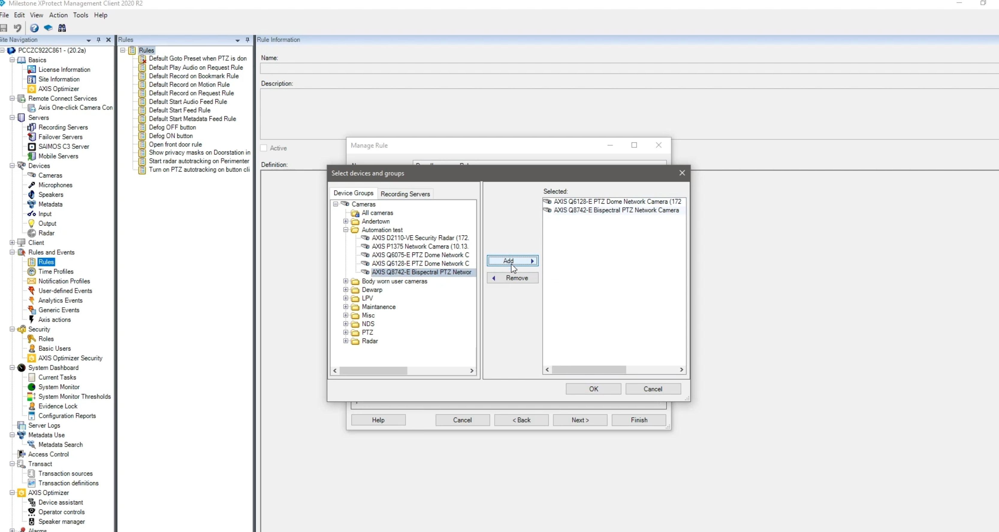 Milestone XProtect Management Client 2020 R2
File Edit View Action Tools Help
Site Navigation
PCCZC922C861 - (20.2a)
Basics
License Information
Site Information
AXIS Optimizer
Remote Connect Services
Axis One-click Camera Con
Servers
Recording Servers
Failover Servers
SAIMOS C3 Server
Mobile Servers
Devices
Cameras
Microphones
Speakers
Metadata
Input
Output
Radar
Client
Rules and Events
Rules
Time Profiles
Notification Profiles
User-defined Events
Analytics Events
Generic Events
Axis actions
Security
Roles
Basic Users
AXIS Optimizer Security
System Dashboard
Current Tasks
System Monitor
System Monitor Thresholds
Evidence Lock
Configuration Reports
Server Logs
Metadata Use
Metadata Search
Access Control
Transact
Transaction sources
Transaction definitions
AXIS Optimizer
Device assistant
Operator controls
Speaker manager
Alarms
Rules
Rules
Default Goto Preset when PTZ is don
Default Play Audio on Request Rule
Default Record on Bookmark Rule
Default Record on Motion Rule
Default Record on Request Rule
Default Start Audio Feed Rule
Default Start Feed Rule
Default Start Metadata Feed Rule
Defog OFF button
Defog ON button
Open front door rule
Show privacy masks on Doorstation in
Start radar autotracking on Perimenter
Turn on PTZ autotracking on button cli
Rule Information
Name:
Description:
Active
Definition:
Manage Rule
Select devices and groups
Device Groups Recording Servers
Cameras
All cameras
Andertown
Automation test
AXIS D2110-VE Security Radar (172.
AXIS P1375 Network Camera (10.13.
AXIS Q6075-E PTZ Dome Network C
AXIS Q6128-E PTZ Dome Network C
AXIS Q8742-E Bispectral PTZ Networ
Body worn user cameras
Dewarp
LPV
Maintanence
Misc
NDS
PTZ
Radar
Add
Remove
Selected:
AXIS Q6128-E PTZ Dome Network Camera (172
AXIS Q8742-E Bispectral PTZ Network Camera
OK Cancel
Help Cancel < Back Next > Finish